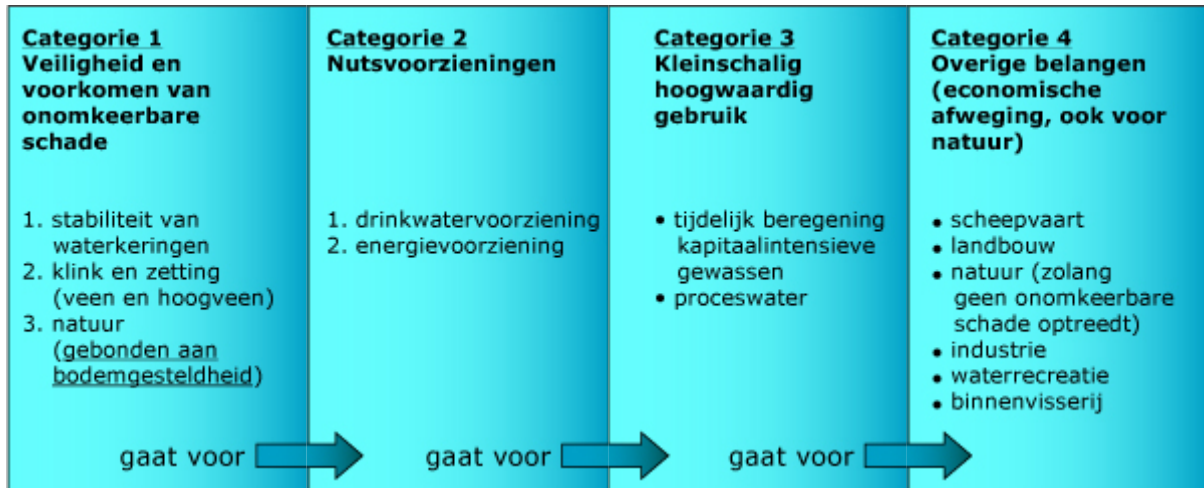 Categorie 1
Veiligheid en
voorkomen van
onomkeerbare
schade
1. stabiliteit van
waterkeringen
2. klink en zetting
(veen en hoogveen)
3. natuur
(gebonden aan
bodemgesteldheid)
gaat voor
Categorie 2
Nutsvoorzieningen
1. drinkwatervoorziening
2. energievoorziening
gaat voor
Categorie 3
Kleinschalig
hoogwaardig
gebruik
• tijdelijk beregening
kapitaalintensieve
gewassen
• proceswater
gaat voor
Categorie 4
Overige belangen
(economische
afweging, ook voor
natuur)
• scheepvaart
• landbouw
• natuur (zolang
geen onomkeerbare
schade optreedt)
• industrie
• waterrecreatie
• binnenvisserij